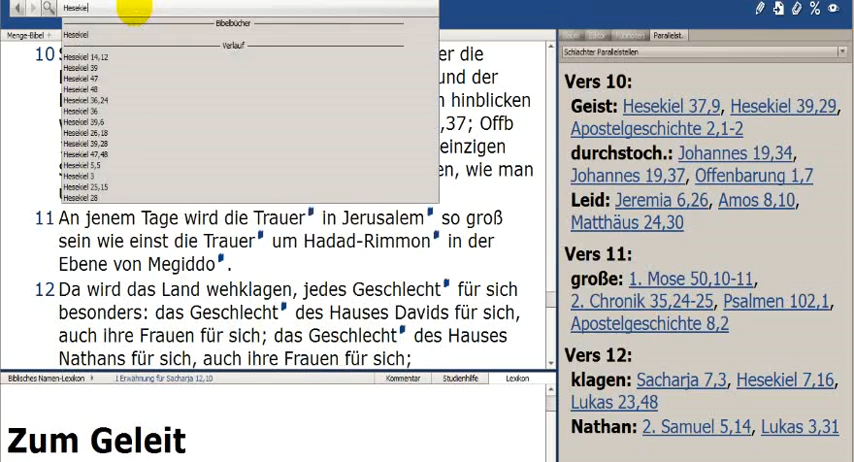 Hesekie
Bibelbücher
Hesekiel
Verlauf
Hesekiel 14,12
Hesekiel 39
Hesekiel 47
Hesekiel 48
Hesekiel 36,24
Hesekiel 36
Hesekiel 39,6
Hesekiel 26,18
Hesekiel 39,28
Hesekiel 47,48
Hesekiel 5,5
Hesekiel 3
Hesekiel 25,15
Hesekiel 28
Menge-Bibel
10
er die
und der
hinblicken
,37; Offb
einzigen
en, wie man
11 An jenem Tage wird die Trauer in Jerusalem so groß
sein wie einst die Trauer um Hadad-Rimmon in der
Ebene von Megiddo.
12 Da wird das Land wehklagen, jedes Geschlecht für sich
besonders: das Geschlecht des Hauses Davids für sich,
auch ihre Frauen für sich; das Geschlecht des Hauses
Nathans für sich, auch ihre Frauen für sich;
Biblisches Namen-Lexikon 1 Erwähnung für Sacharja 12,10 Kommentar Studienhilfe Lexikon
Zum Geleit
Editor Parallelst.
Schlachter Parallelstellen
Vers 10:
Geist: Hesekiel 37,9, Hesekiel 39,29,
Apostelgeschichte 2,1-2
durchstoch.: Johannes 19,34,
Johannes 19,37, Offenbarung 1,7
Leid: Jeremia 6,26, Amos 8,10,
Matthäus 24,30
Vers 11:
große: 1. Mose 50,10-11,
2. Chronik 35,24-25, Psalmen 102,1,
Apostelgeschichte 8,2
Vers 12:
klagen: Sacharja 7,3, Hesekiel 7,16,
Lukas 23,48
Nathan: 2. Samuel 5,14, Lukas 3,31